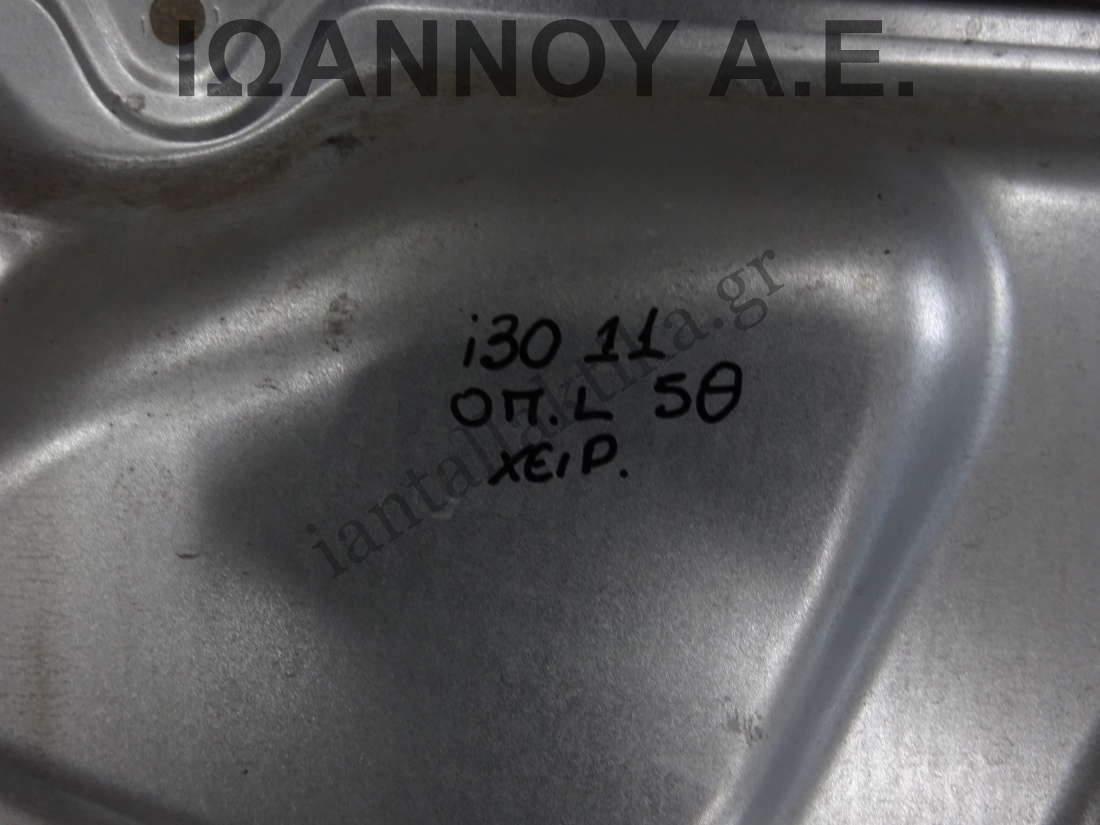 ΙΩΑΝΝΟΥ Α.Ε.
iantallaktika.gr
i30 11
ΟΠ. L 5Θ
ΧΕΙΡ.